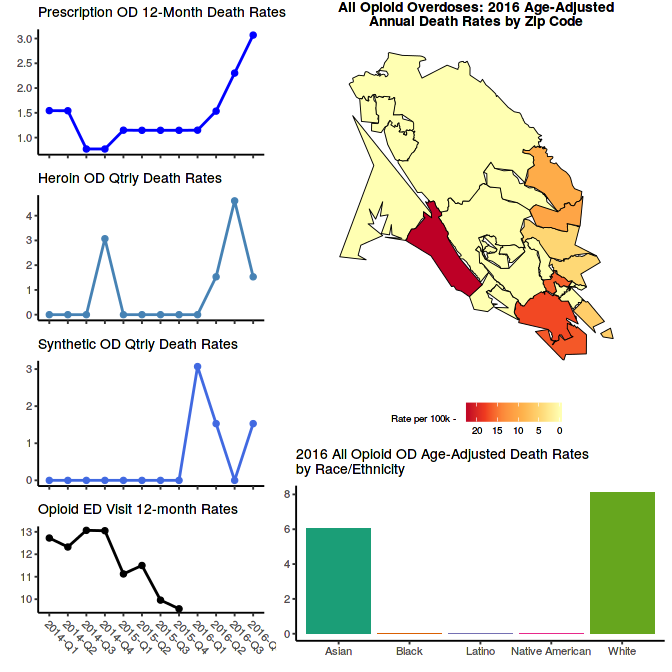 Prescription OD 12-Month Death Rates
3.0
2.5
2.0
1.5
1.0
Heroin OD Qtrly Death Rates
4
3
2
1
0
Synthetic OD Qtrly Death Rates
3
2
1
0
Opioid ED Visit 12-month Rates
13
12
11
10
2014-Q1
2014-Q2
2014-Q3
2014-Q4
2015-Q1
2015-Q2
2015-Q3
2015-Q4
2016-Q1
2016-Q2
2016-Q3
2016-Q
All Opioid Overdoses: 2016 Age-Adjusted
Annual Death Rates by Zip Code
Rate per 100k -
20 15 10 5 0
2016 All Opioid OD Age-Adjusted Death Rates
by Race/Ethnicity
8
6
4
2
0
Asian Black Latino Native American White